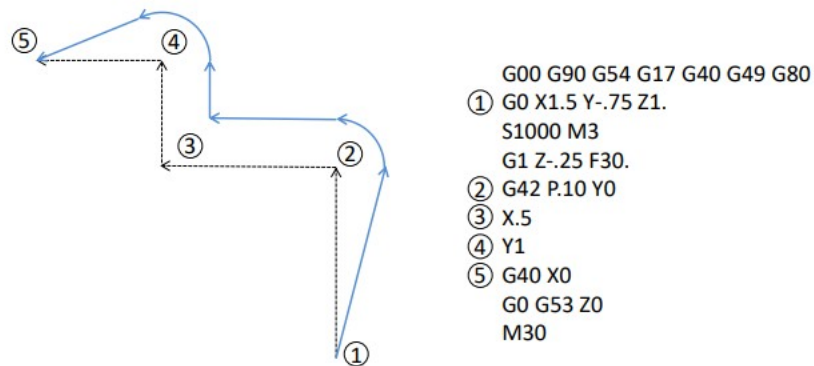 ⑤
④
③
②
①
G00 G90 G54 G17 G40 G49 G80
① G0 X1.5 Y-.75 Z1.
S1000 M3
G1 Z-.25 F30.
② G42 P.10 Y0
③ X.5
④ Y1
⑤ G40 X0
G0 G53 Z0
M30